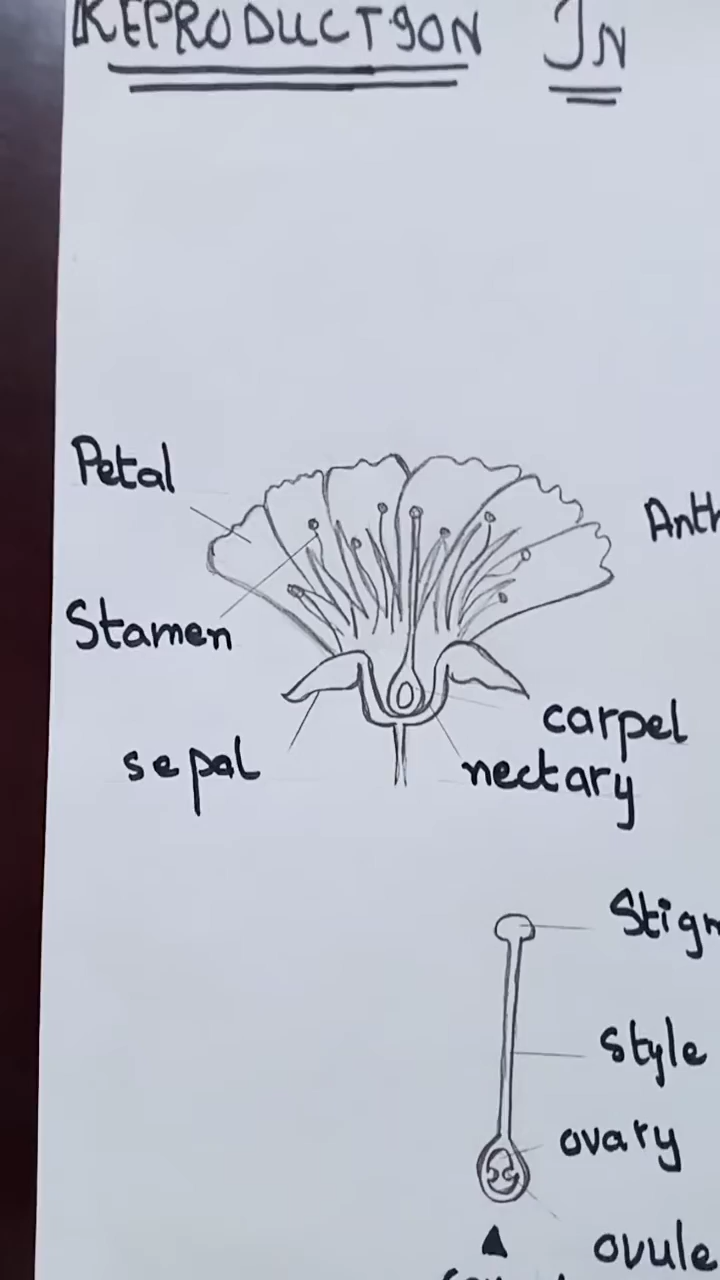 REPRODUCTION IN
Petal
Anth
Stamen
carpel
sepal
nectary
Stigm
Style
ovary
ovule